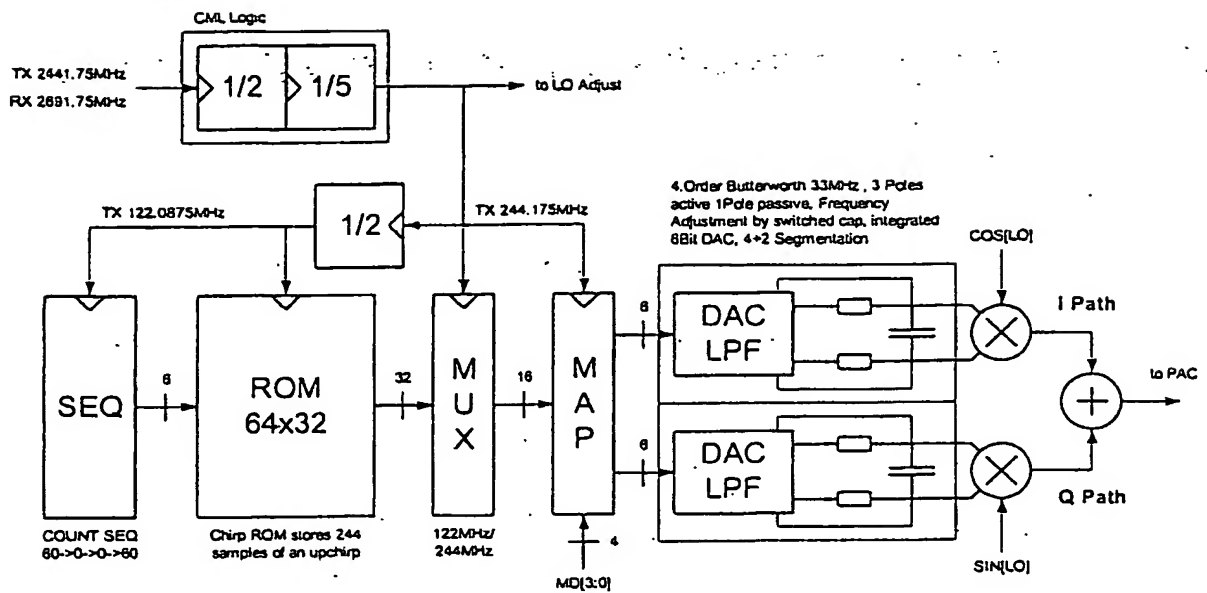 CML Logic
TX 2441.75MHz
RX 2691.75MHz
1/2
1/5
to LO Adjust
TX 122.0875MHz
1/2
TX 244.175MHz
4.Order Butterworth 33MHz , 3 Poles
active 1Pole passive, Frequency
Adjustment by switched cap, integrated
6Bit DAC, 4+2 Segmentation
COS[LO]
SEQ
6
ROM
64x32
32
MUX
16
MAP
6
DAC
LPF
I Path
to PAC
6
DAC
LPF
Q Path
SIN[LO]
COUNT SEQ
60->0->0->60
Chirp ROM stores 244
samples of an upchirp
122MHz/
244MHz
4
MD[3:0]